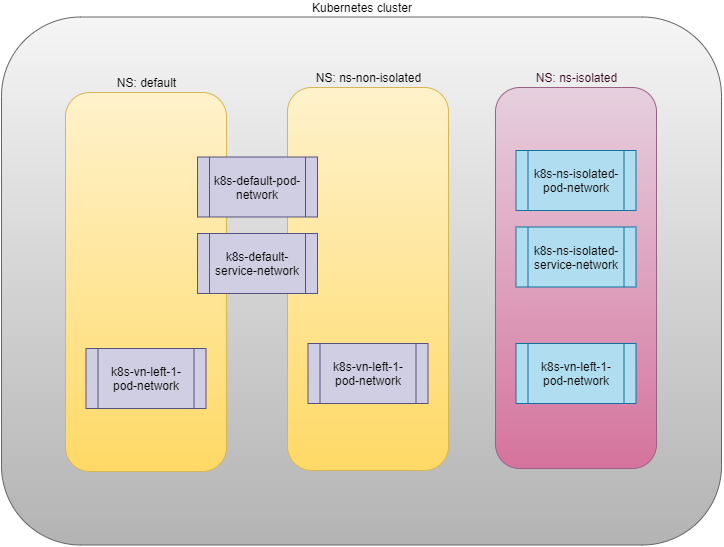 Kubernetes cluster
NS: default
NS: ns-non-isolated
NS: ns-isolated
k8s-default-pod-
network
k8s-default-
service-network
k8s-ns-isolated-
pod-network
k8s-ns-isolated-
service-network
k8s-vn-left-1-
pod-network
k8s-vn-left-1-
pod-network
k8s-vn-left-1-
pod-network